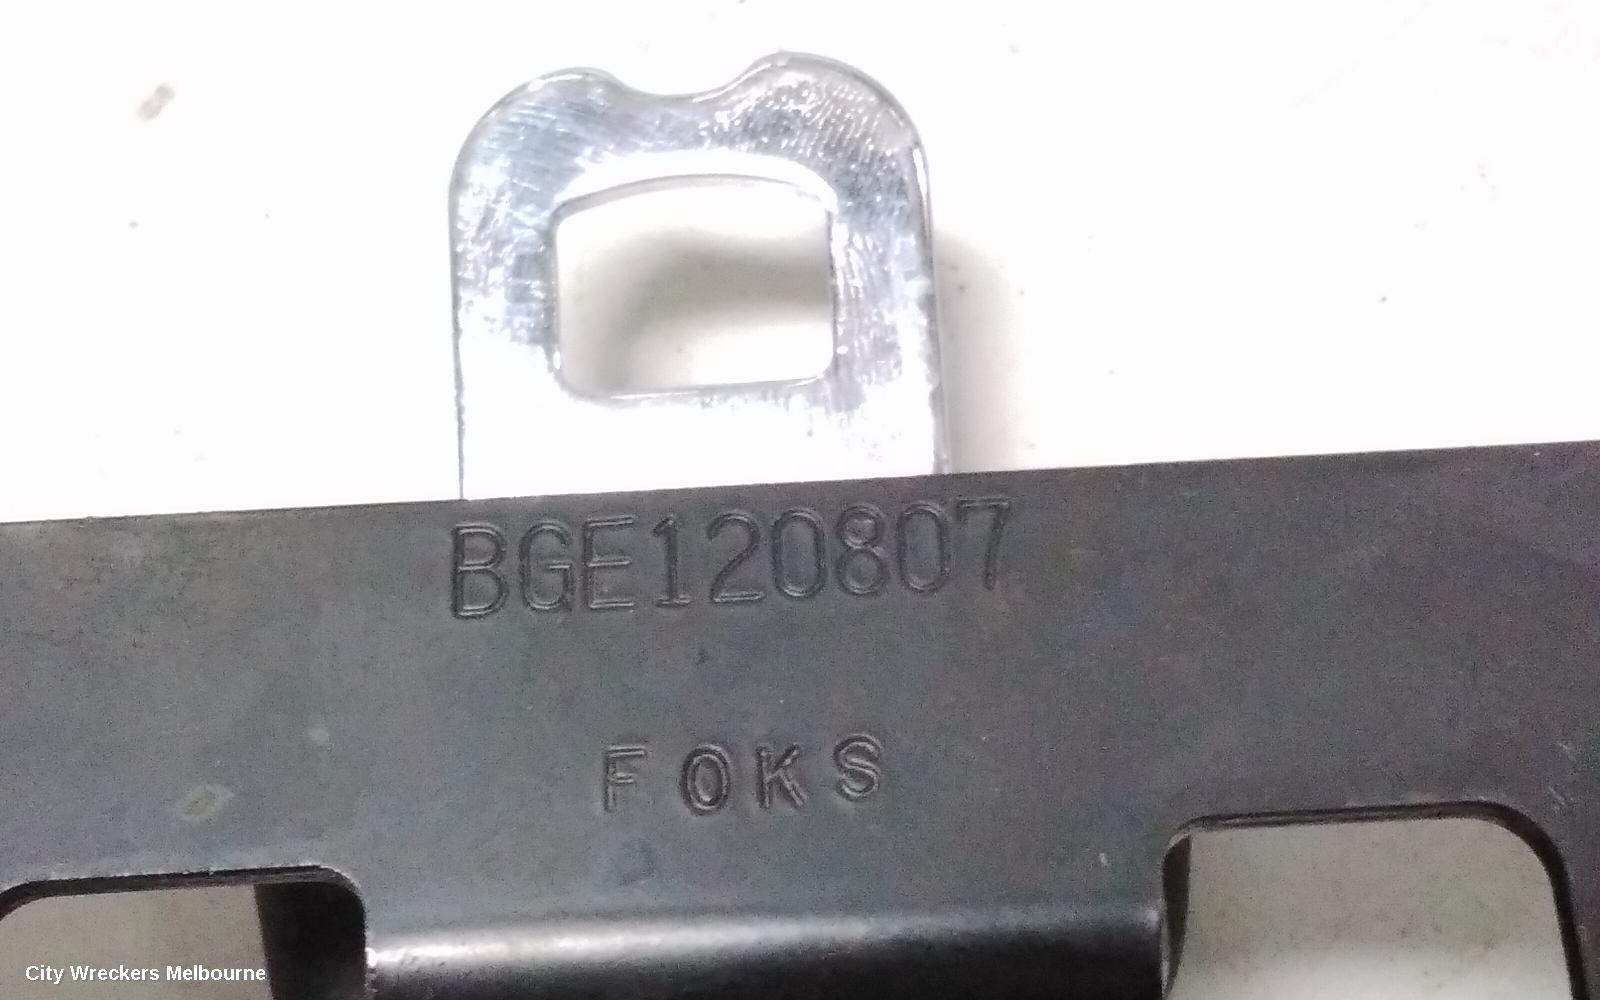 BGE120807
FOKS
City Wreckers Melbourne